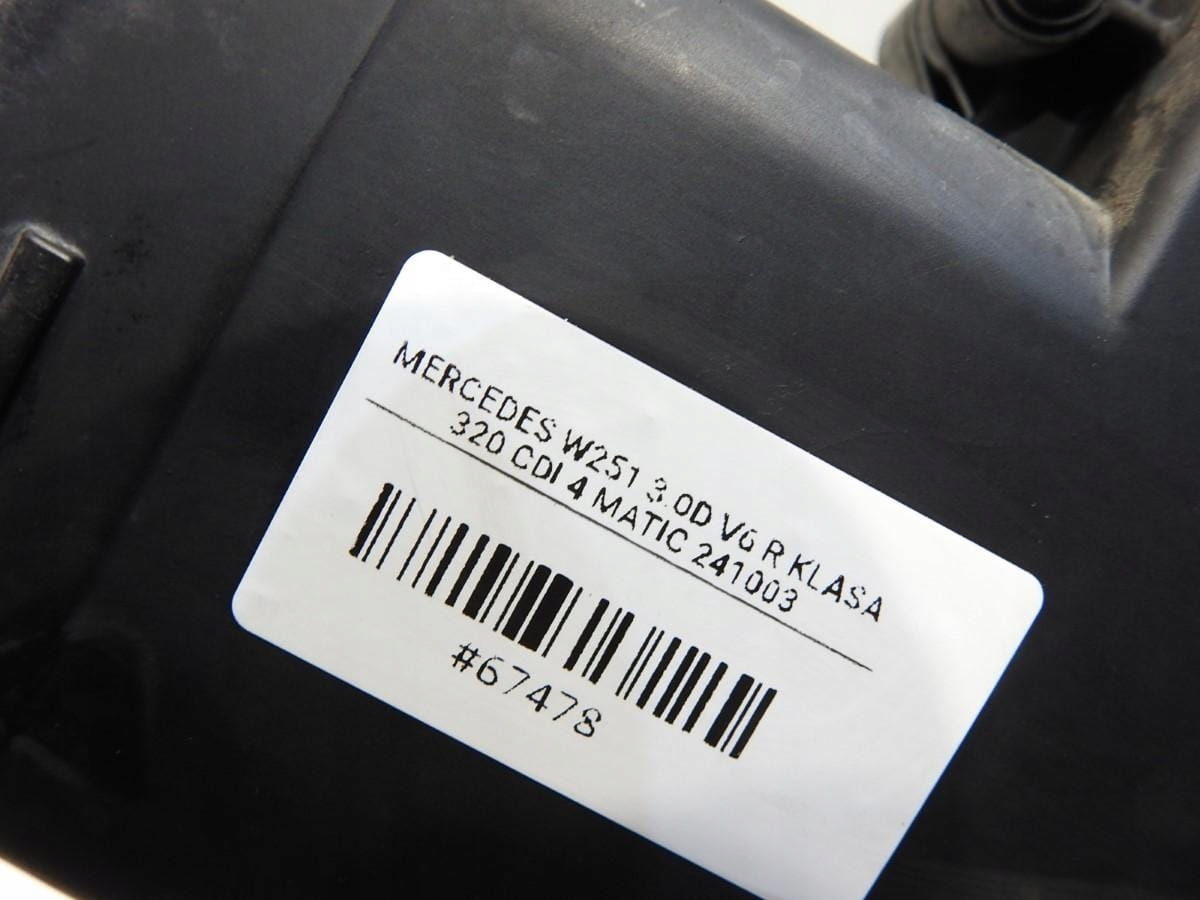 MERCEDES W251 3.0D V6 R KLASA
320 CDI 4 MATIC 241003
#67478